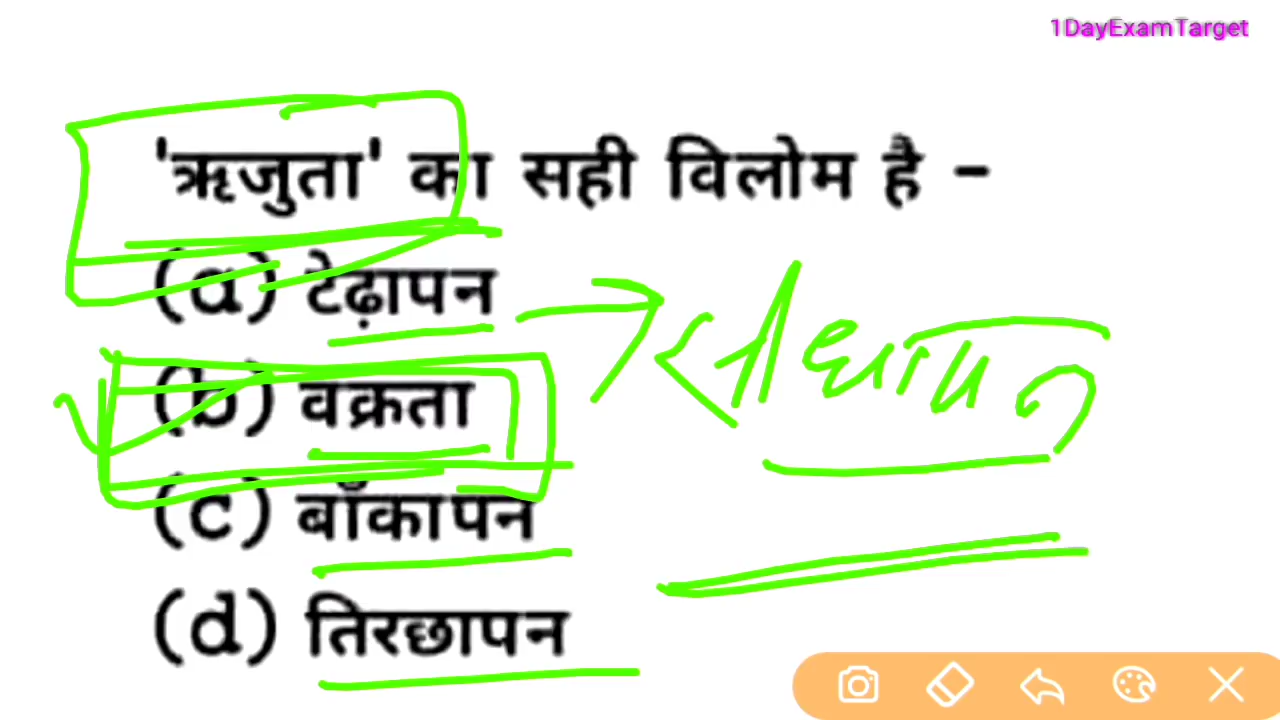 1DayExamTarget
'ऋजुता' का सही विलोम है -
(a) टेढ़ापन
(b) वक्रता
सीधापन
(c) बाँकापन
(d) तिरछापन